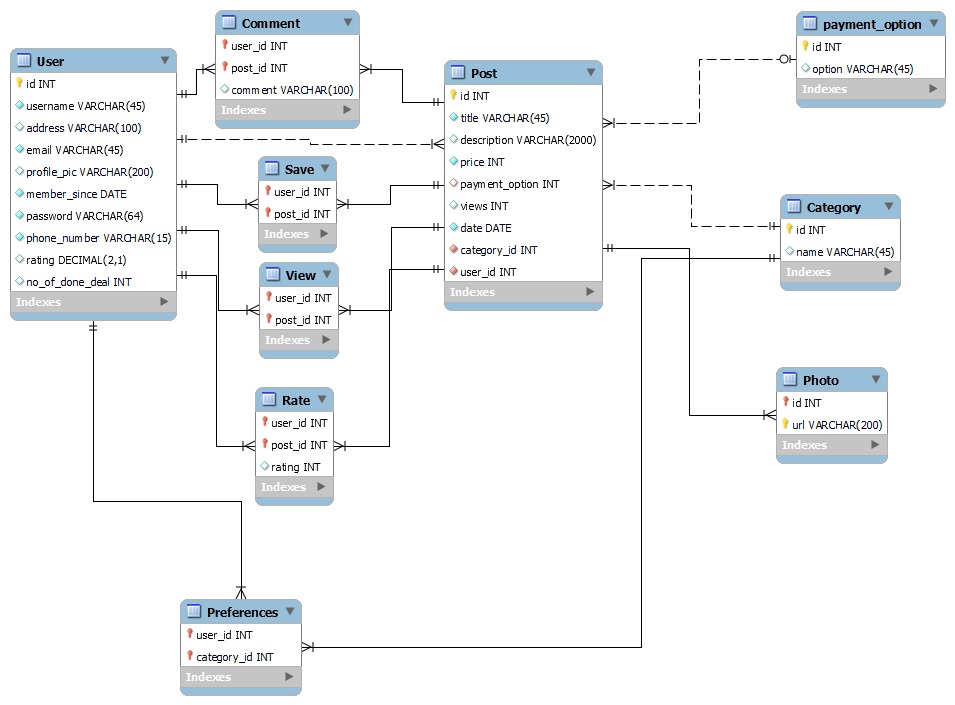 User
id INT
username VARCHAR(45)
address VARCHAR(100)
email VARCHAR(45)
profile_pic VARCHAR(200)
member_since DATE
password VARCHAR(64)
phone_number VARCHAR(15)
rating DECIMAL(2,1)
no_of_done_deal INT
Indexes
Comment
user_id INT
post_id INT
comment VARCHAR(100)
Indexes
Save
user_id INT
post_id INT
Indexes
View
user_id INT
post_id INT
Indexes
Rate
user_id INT
post_id INT
rating INT
Indexes
Preferences
user_id INT
category_id INT
Indexes
Post
id INT
title VARCHAR(45)
description VARCHAR(2000)
price INT
payment_option INT
views INT
date DATE
category_id INT
user_id INT
Indexes
payment_option
id INT
option VARCHAR(45)
Indexes
Category
id INT
name VARCHAR(45)
Indexes
Photo
id INT
url VARCHAR(200)
Indexes